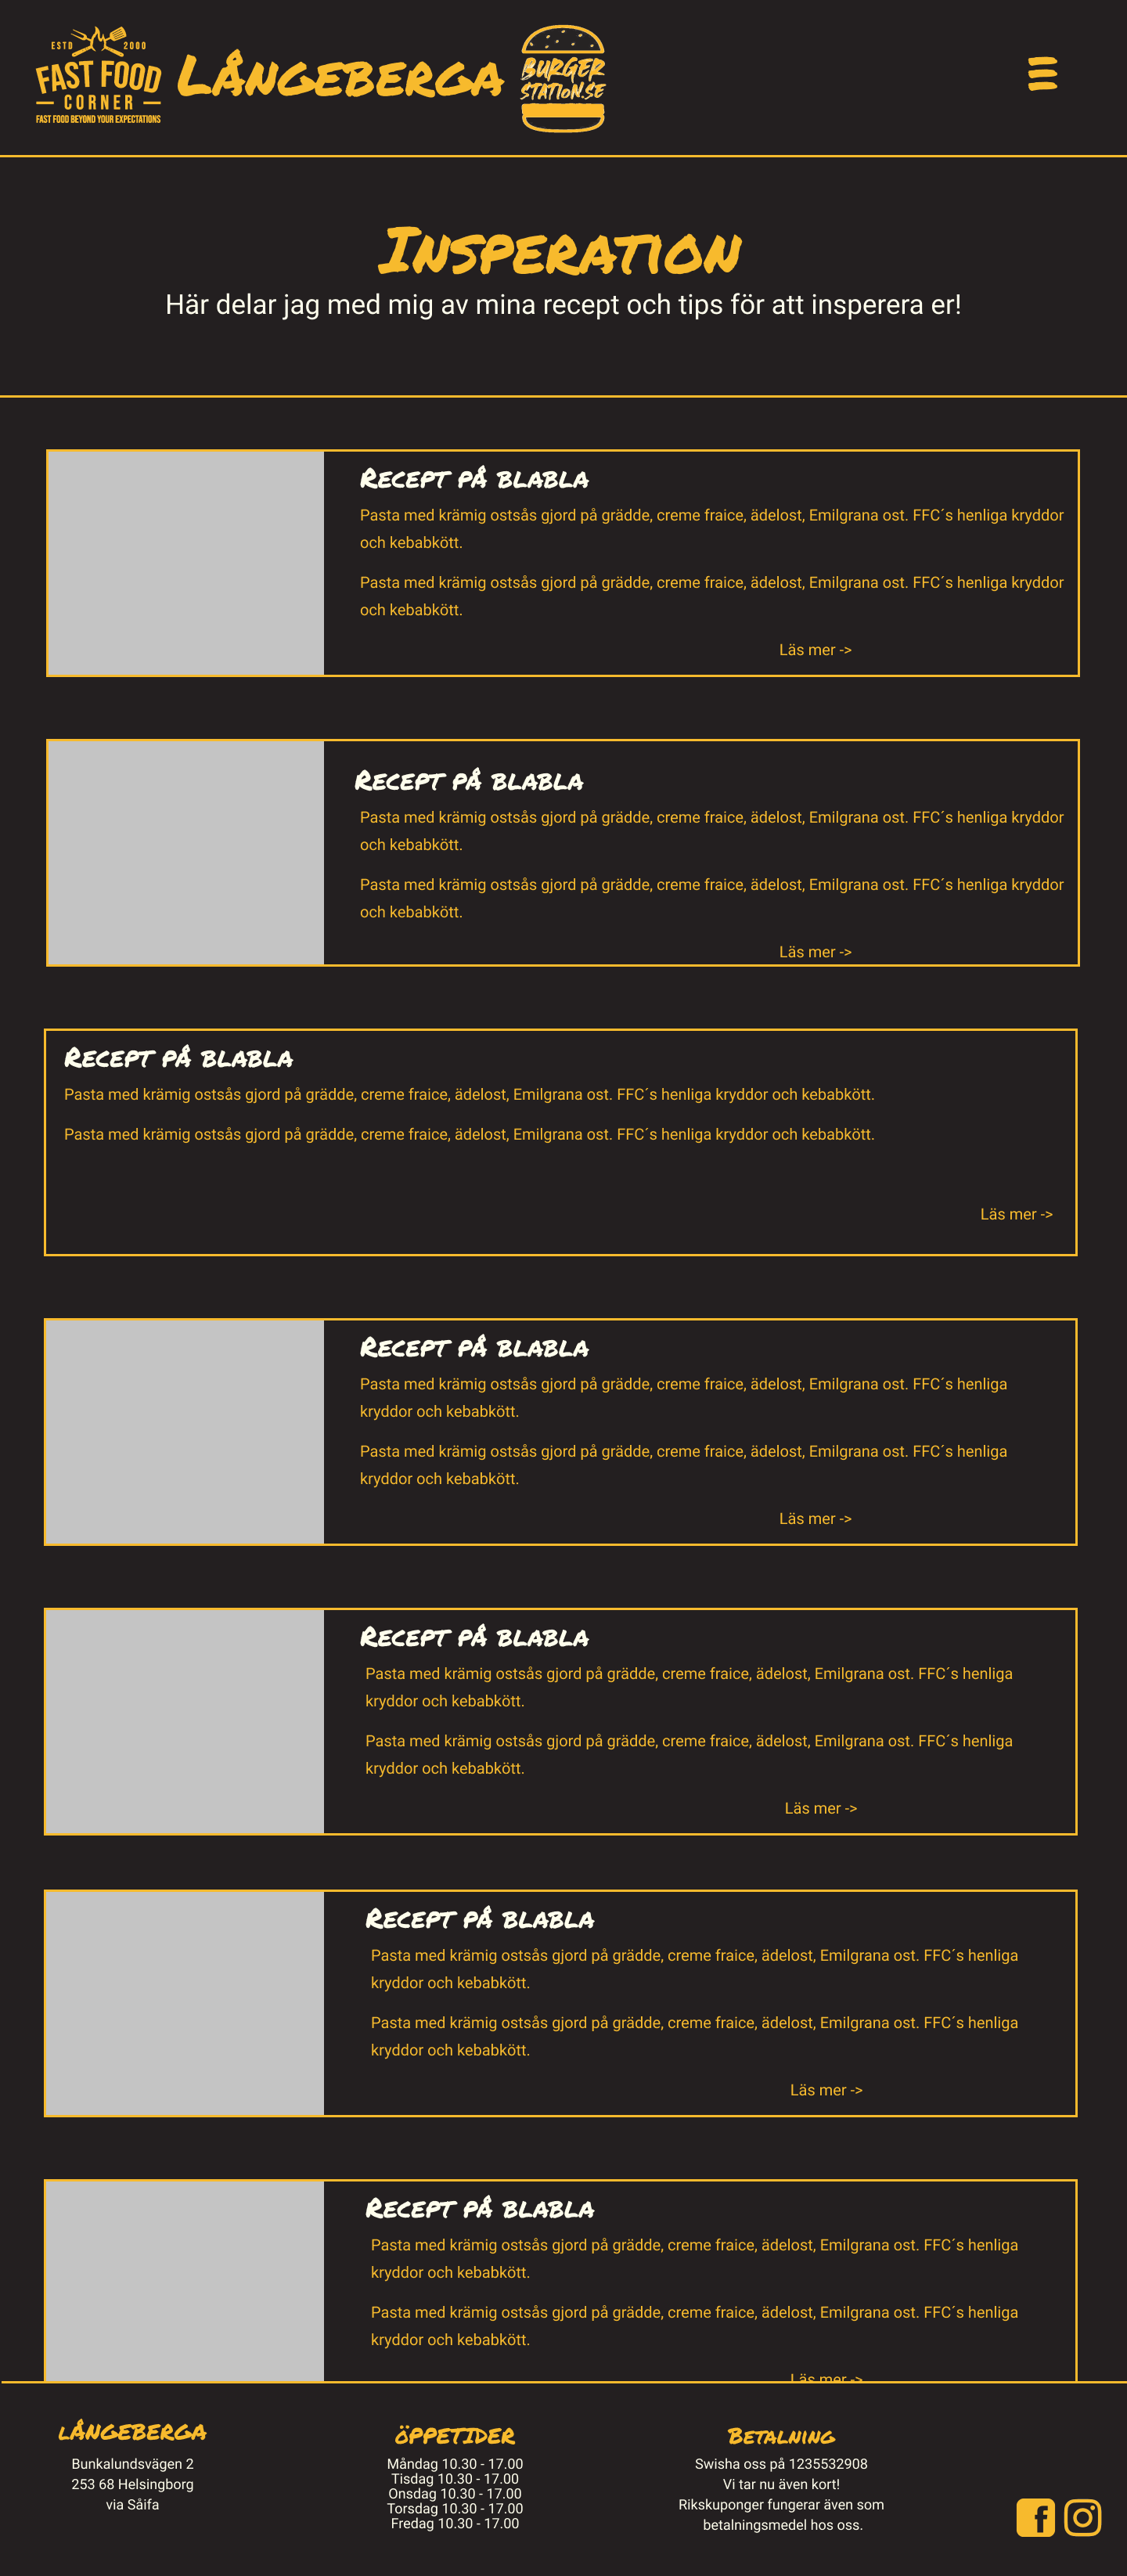 ESTD 2000
FAST FOOD
CORNER
FAST FOOD BEYOND YOUR EXPECTATIONS
LÅNGEBERGA
BURGER
STATION.SE
INSPERATION
Här delar jag med mig av mina recept och tips för att insperera er!
RECEPT PÅ BLABLA
Pasta med krämig ostsås gjord på grädde, creme fraice, ädelost, Emilgrana ost. FFC´s henliga kryddor
och kebabkött.
Pasta med krämig ostsås gjord på grädde, creme fraice, ädelost, Emilgrana ost. FFC´s henliga kryddor
och kebabkött.
Läs mer ->
RECEPT PÅ BLABLA
Pasta med krämig ostsås gjord på grädde, creme fraice, ädelost, Emilgrana ost. FFC´s henliga kryddor
och kebabkött.
Pasta med krämig ostsås gjord på grädde, creme fraice, ädelost, Emilgrana ost. FFC´s henliga kryddor
och kebabkött.
Läs mer ->
RECEPT PÅ BLABLA
Pasta med krämig ostsås gjord på grädde, creme fraice, ädelost, Emilgrana ost. FFC´s henliga kryddor och kebabkött.
Pasta med krämig ostsås gjord på grädde, creme fraice, ädelost, Emilgrana ost. FFC´s henliga kryddor och kebabkött.
Läs mer ->
RECEPT PÅ BLABLA
Pasta med krämig ostsås gjord på grädde, creme fraice, ädelost, Emilgrana ost. FFC´s henliga
kryddor och kebabkött.
Pasta med krämig ostsås gjord på grädde, creme fraice, ädelost, Emilgrana ost. FFC´s henliga
kryddor och kebabkött.
Läs mer ->
RECEPT PÅ BLABLA
Pasta med krämig ostsås gjord på grädde, creme fraice, ädelost, Emilgrana ost. FFC´s henliga
kryddor och kebabkött.
Pasta med krämig ostsås gjord på grädde, creme fraice, ädelost, Emilgrana ost. FFC´s henliga
kryddor och kebabkött.
Läs mer ->
RECEPT PÅ BLABLA
Pasta med krämig ostsås gjord på grädde, creme fraice, ädelost, Emilgrana ost. FFC´s henliga
kryddor och kebabkött.
Pasta med krämig ostsås gjord på grädde, creme fraice, ädelost, Emilgrana ost. FFC´s henliga
kryddor och kebabkött.
Läs mer ->
RECEPT PÅ BLABLA
Pasta med krämig ostsås gjord på grädde, creme fraice, ädelost, Emilgrana ost. FFC´s henliga
kryddor och kebabkött.
Pasta med krämig ostsås gjord på grädde, creme fraice, ädelost, Emilgrana ost. FFC´s henliga
kryddor och kebabkött.
Läs mer ->
LÅNGEBERGA
Bunkalundsvägen 2
253 68 Helsingborg
via Såifa
ÖPPETIDER
Måndag 10.30 - 17.00
Tisdag 10.30 - 17.00
Onsdag 10.30 - 17.00
Torsdag 10.30 - 17.00
Fredag 10.30 - 17.00
BETALNING
Swisha oss på 1235532908
Vi tar nu även kort!
Rikskuponger fungerar även som
betalningsmedel hos oss.